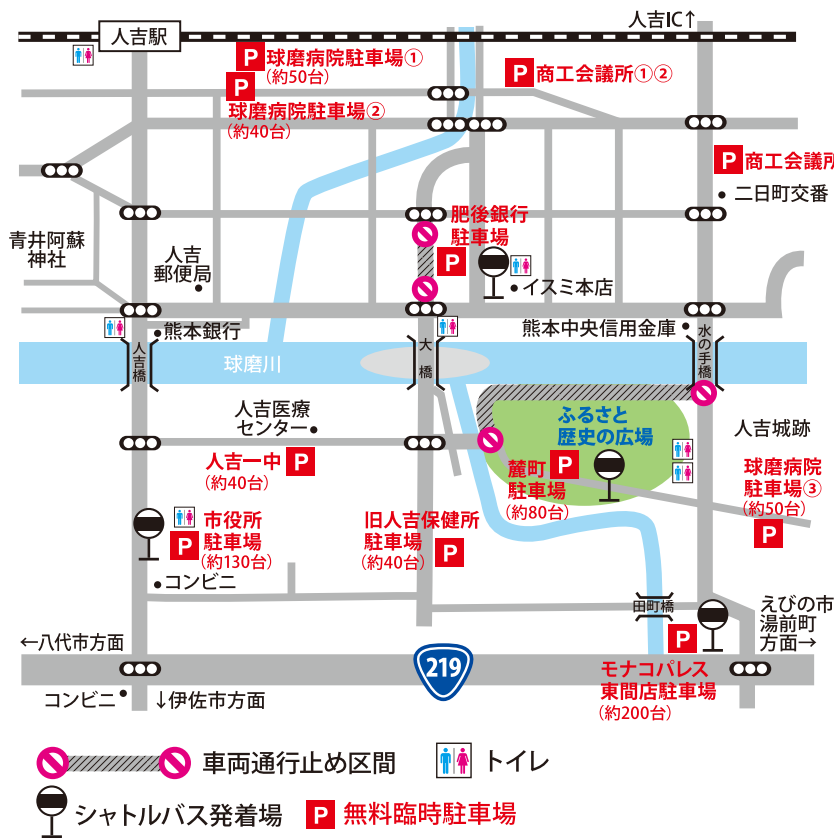 人吉IC↑
人吉駅
球磨病院駐車場①
(約50台)
商工会議所①②
球磨病院駐車場②
(約40台)
商工会議所
二日町交番
肥後銀行
駐車場
青井阿蘇
神社
人吉
郵便局
イスミ本店
熊本銀行
熊本中央信用金庫
人吉橋
球磨川
大橋
水の手橋
人吉医療
センター
ふるさと
歴史の広場
人吉城跡
人吉一中
(約40台)
麓町
駐車場
(約80台)
球磨病院
駐車場③
(約50台)
市役所
駐車場
(約130台)
旧人吉保健所
駐車場
(約40台)
コンビニ
田町橋
えびの市
湯前町
方面→
←八代市方面
219
モナコパレス
東間店駐車場
(約200台)
コンビニ
↓伊佐市方面
車両通行止め区間
トイレ
シャトルバス発着場
P 無料臨時駐車場